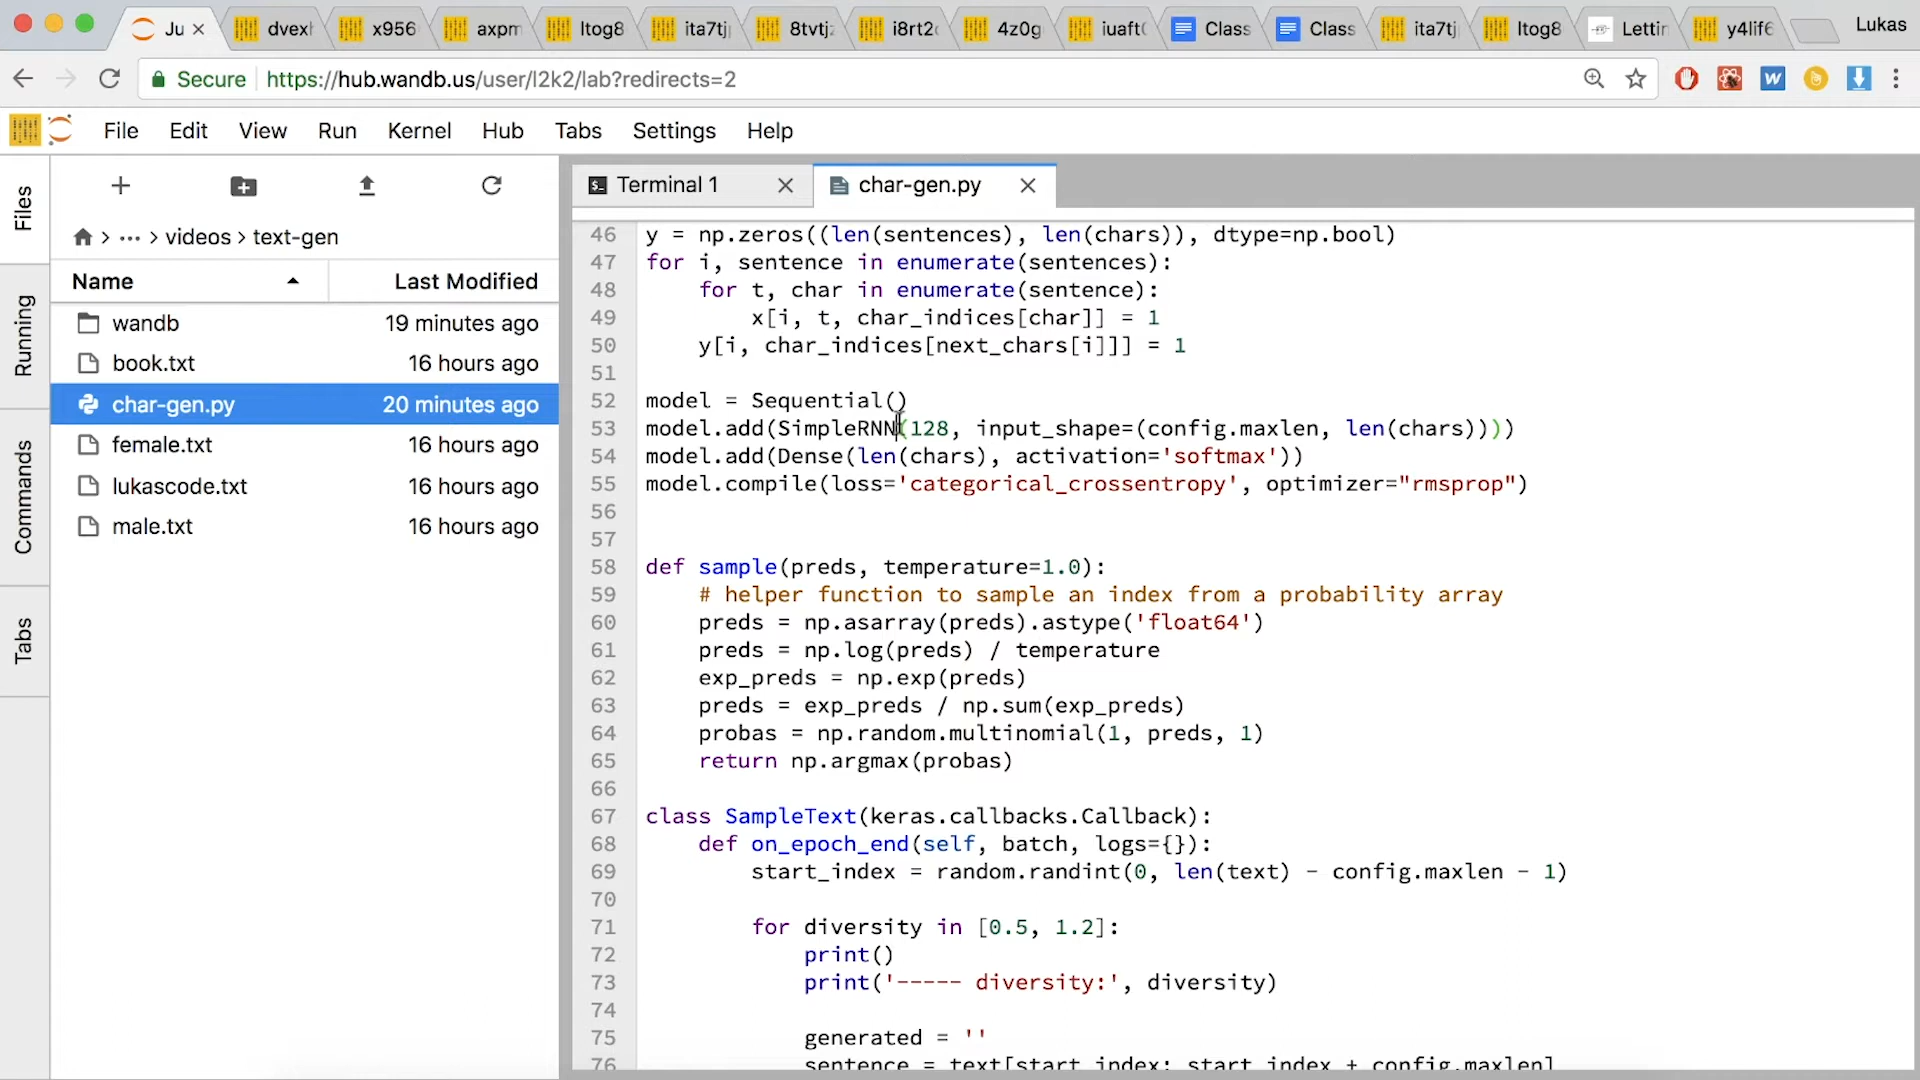 Ju
dvex
x956
axpm
ltog8
ita7tj
8tvtj
i8rt2
4z0g
iuaft
Class
Class
ita7tj
ltog8
Lettin
y4lif6
Lukas
Secure
https://hub.wandb.us/user/l2k2/lab?redirects=2
W
File Edit View Run Kernel Hub Tabs Settings Help
Files
Running
Commands
Tabs
... > videos > text-gen
Name Last Modified
wandb 19 minutes ago
book.txt 16 hours ago
char-gen.py 20 minutes ago
female.txt 16 hours ago
lukascode.txt 16 hours ago
male.txt 16 hours ago
Terminal 1
char-gen.py
46 y = np.zeros((len(sentences), len(chars)), dtype=np.bool)
47 for i, sentence in enumerate(sentences):
48     for t, char in enumerate(sentence):
49         x[i, t, char_indices[char]] = 1
50     y[i, char_indices[next_chars[i]]] = 1
51
52 model = Sequential()
53 model.add(SimpleRNN(128, input_shape=(config.maxlen, len(chars))))
54 model.add(Dense(len(chars), activation='softmax'))
55 model.compile(loss='categorical_crossentropy', optimizer="rmsprop")
56
57
58 def sample(preds, temperature=1.0):
59     # helper function to sample an index from a probability array
60     preds = np.asarray(preds).astype('float64')
61     preds = np.log(preds) / temperature
62     exp_preds = np.exp(preds)
63     preds = exp_preds / np.sum(exp_preds)
64     probas = np.random.multinomial(1, preds, 1)
65     return np.argmax(probas)
66
67 class SampleText(keras.callbacks.Callback):
68     def on_epoch_end(self, batch, logs={}):
69         start_index = random.randint(0, len(text) - config.maxlen - 1)
70
71         for diversity in [0.5, 1.2]:
72             print()
73             print('----- diversity:', diversity)
74
75             generated = ''
76             sentence = text[start_index: start_index + config.maxlen]